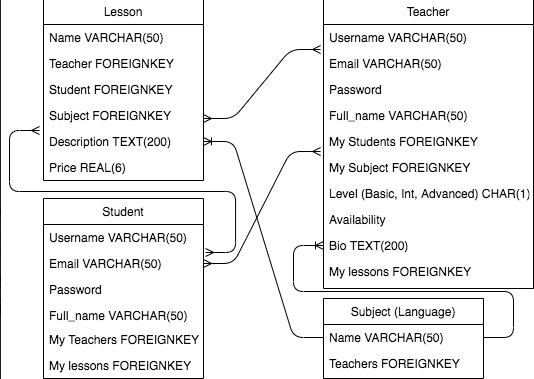 Lesson
Name VARCHAR(50)
Teacher FOREIGNKEY
Student FOREIGNKEY
Subject FOREIGNKEY
Description TEXT(200)
Price REAL(6)
Teacher
Username VARCHAR(50)
Email VARCHAR(50)
Password
Full_name VARCHAR(50)
My Students FOREIGNKEY
My Subject FOREIGNKEY
Level (Basic, Int, Advanced) CHAR(1)
Availability
Bio TEXT(200)
My lessons FOREIGNKEY
Student
Username VARCHAR(50)
Email VARCHAR(50)
Password
Full_name VARCHAR(50)
My Teachers FOREIGNKEY
My lessons FOREIGNKEY
Subject (Language)
Name VARCHAR(50)
Teachers FOREIGNKEY